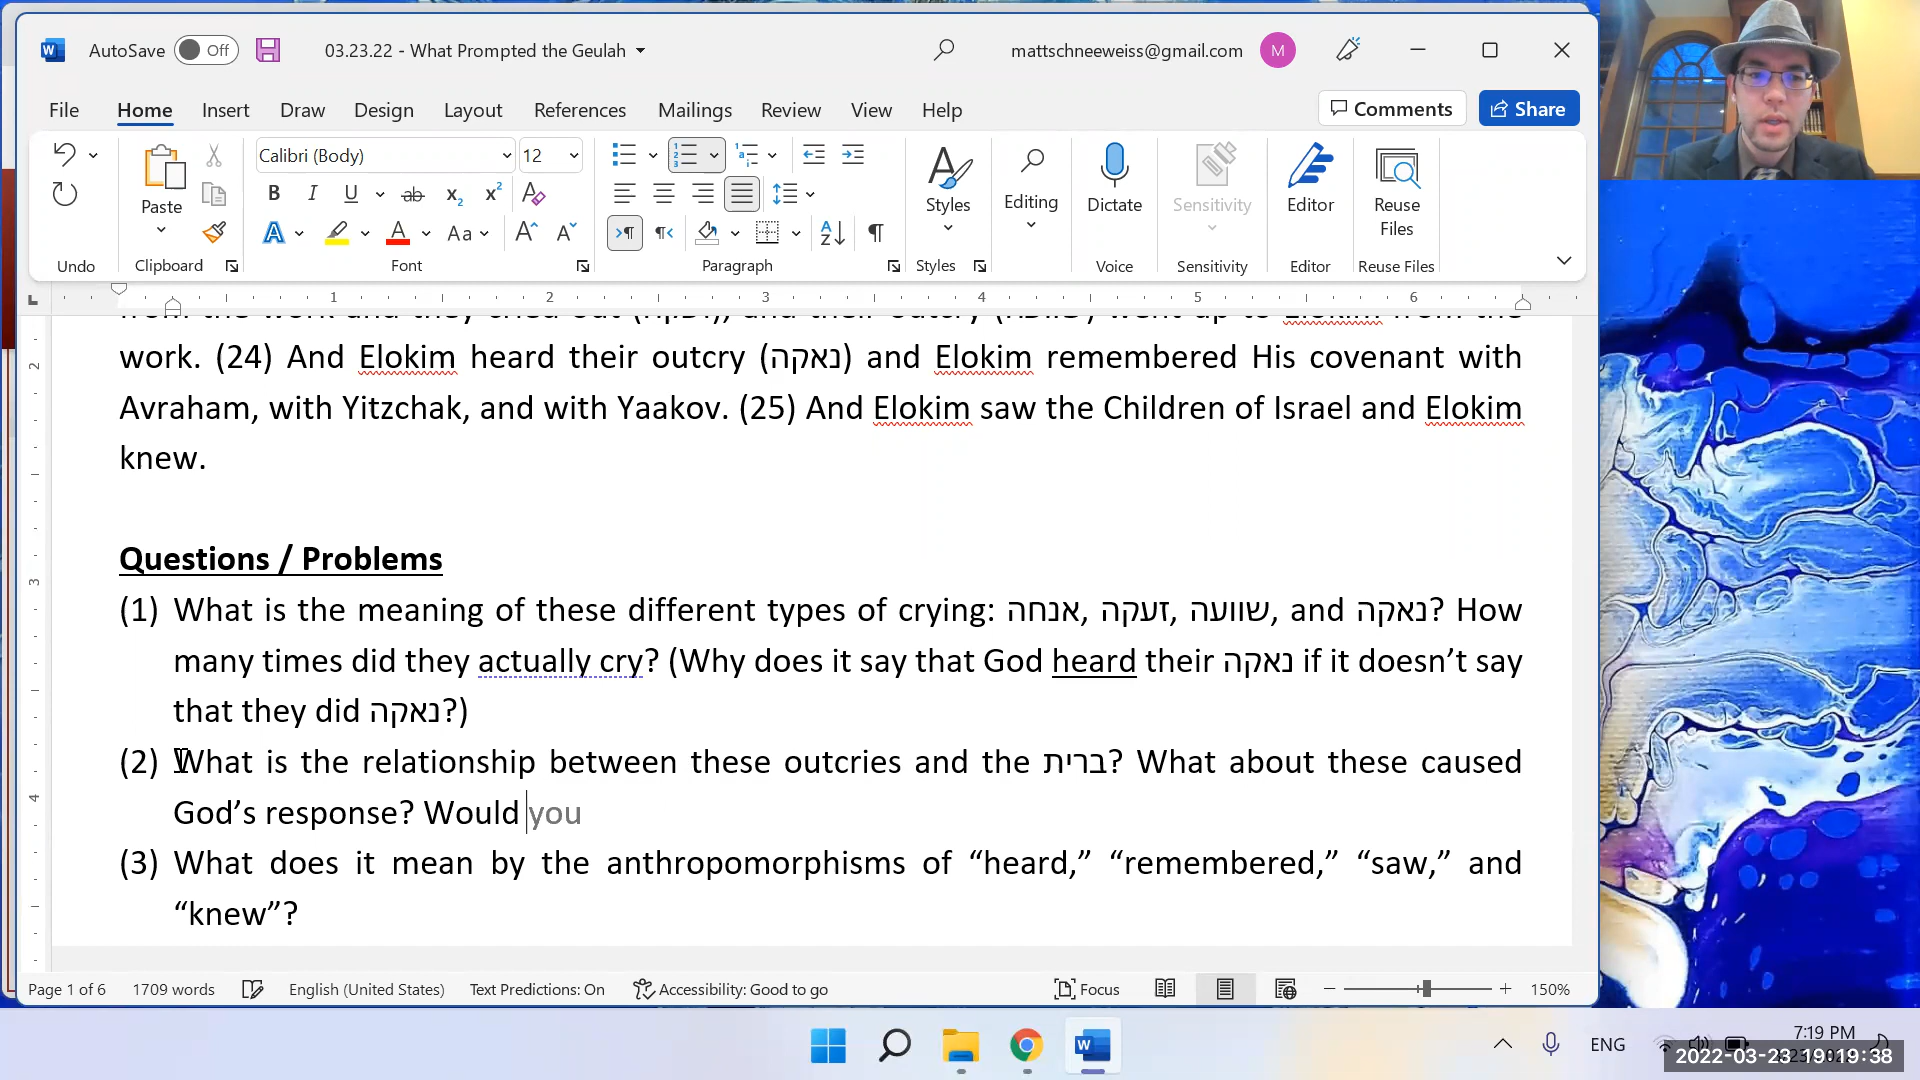 AutoSave Off 03.23.22 - What Prompted the Geulah mattschneeweiss@gmail.com M
File Home Insert Draw Design Layout References Mailings Review View Help Comments Share
Calibri (Body) 12
Paste Styles Editing Dictate Sensitivity Editor Reuse Files
Undo Clipboard Font Paragraph Styles Voice Sensitivity Editor Reuse Files
1 2 3 4 5 6
work. (24) And Elokim heard their outcry (נאקה) and Elokim remembered His covenant with
Avraham, with Yitzchak, and with Yaakov. (25) And Elokim saw the Children of Israel and Elokim
knew.
Questions / Problems
(1) What is the meaning of these different types of crying: אנחה, זעקה, שוועה, and נאקה? How
many times did they actually cry? (Why does it say that God heard their נאקה if it doesn’t say
that they did נאקה?)
(2) What is the relationship between these outcries and the ברית? What about these caused
God’s response? Would you
(3) What does it mean by the anthropomorphisms of “heard,” “remembered,” “saw,” and
“knew”?
Page 1 of 6 1709 words English (United States) Text Predictions: On Accessibility: Good to go Focus 150%
ENG 7:19 PM
2022-03-23 19:19:38